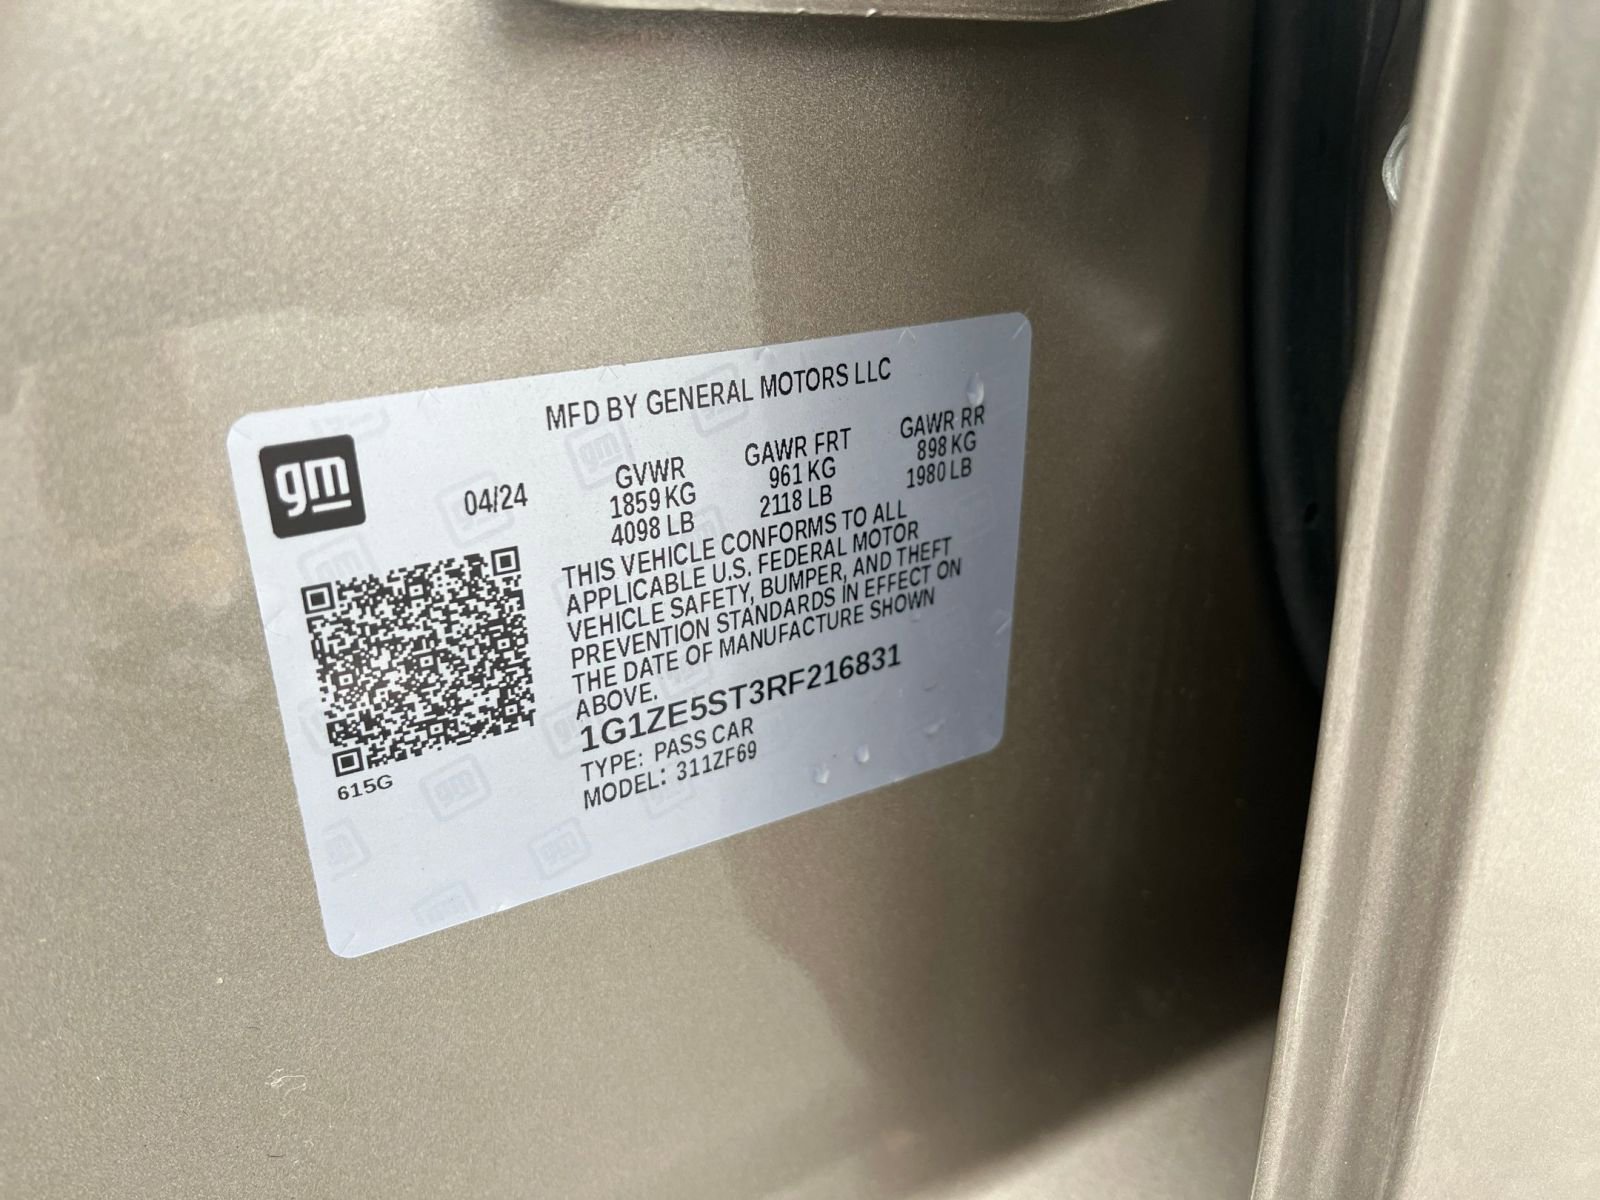 MFD BY GENERAL MOTORS LLC
gm
04/24
GVWR
1859 KG
4098 LB
GAWR FRT
961 KG
2118 LB
GAWR RR
898 KG
1980 LB
THIS VEHICLE CONFORMS TO ALL
APPLICABLE U.S. FEDERAL MOTOR
VEHICLE SAFETY, BUMPER, AND THEFT
PREVENTION STANDARDS IN EFFECT ON
THE DATE OF MANUFACTURE SHOWN
ABOVE.
1G1ZE5ST3RF216831
TYPE: PASS CAR
MODEL: 311ZF69
615G